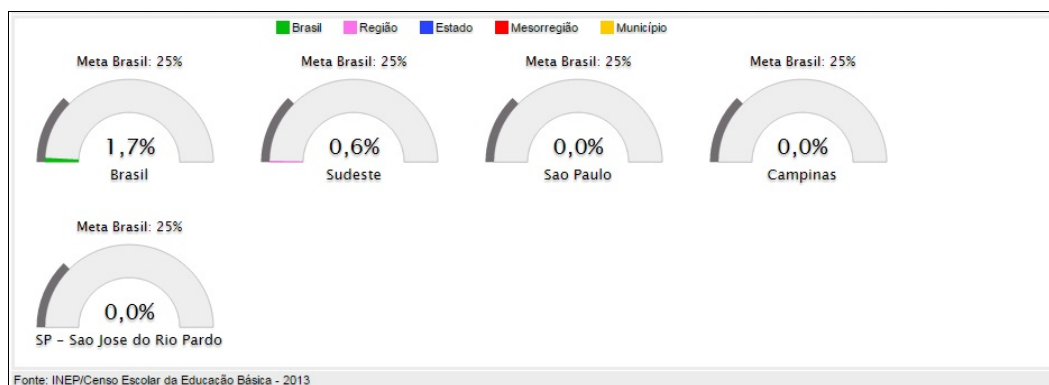 Brasil Região Estado Mesorregião Município
Meta Brasil: 25% Meta Brasil: 25% Meta Brasil: 25% Meta Brasil: 25%
1,7% 0,6% 0,0% 0,0%
Brasil Sudeste Sao Paulo Campinas
Meta Brasil: 25%
0,0%
SP - Sao Jose do Rio Pardo
Fonte: INEP/Censo Escolar da Educação Básica - 2013